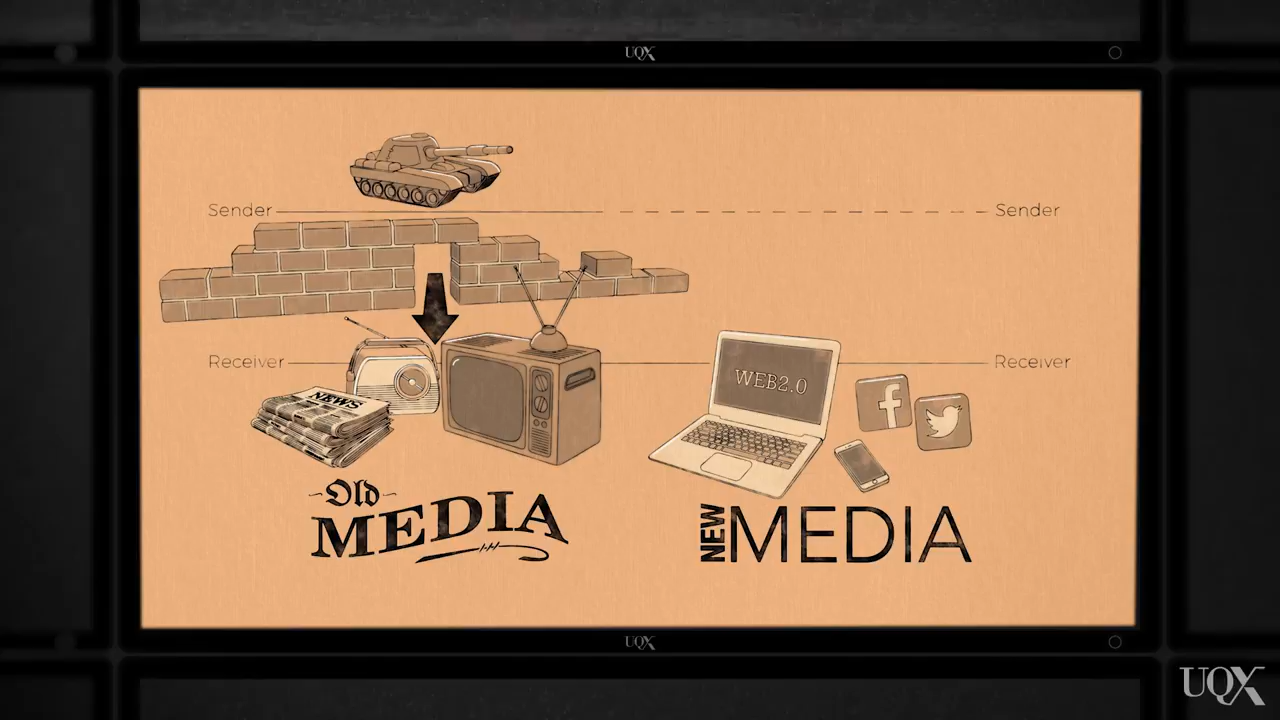 UQX
Sender
Sender
Receiver
Receiver
NEWS
WEB2.0
f
Old
MEDIA
NEW
MEDIA
UQX
UQX